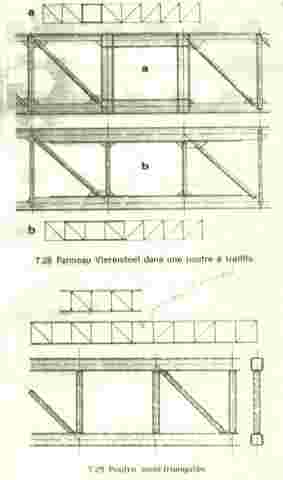 a
a
b
b
7.28 Panneau Vierendeel dans une poutre à treillis.
7.29 Poutre semi-triangulée.